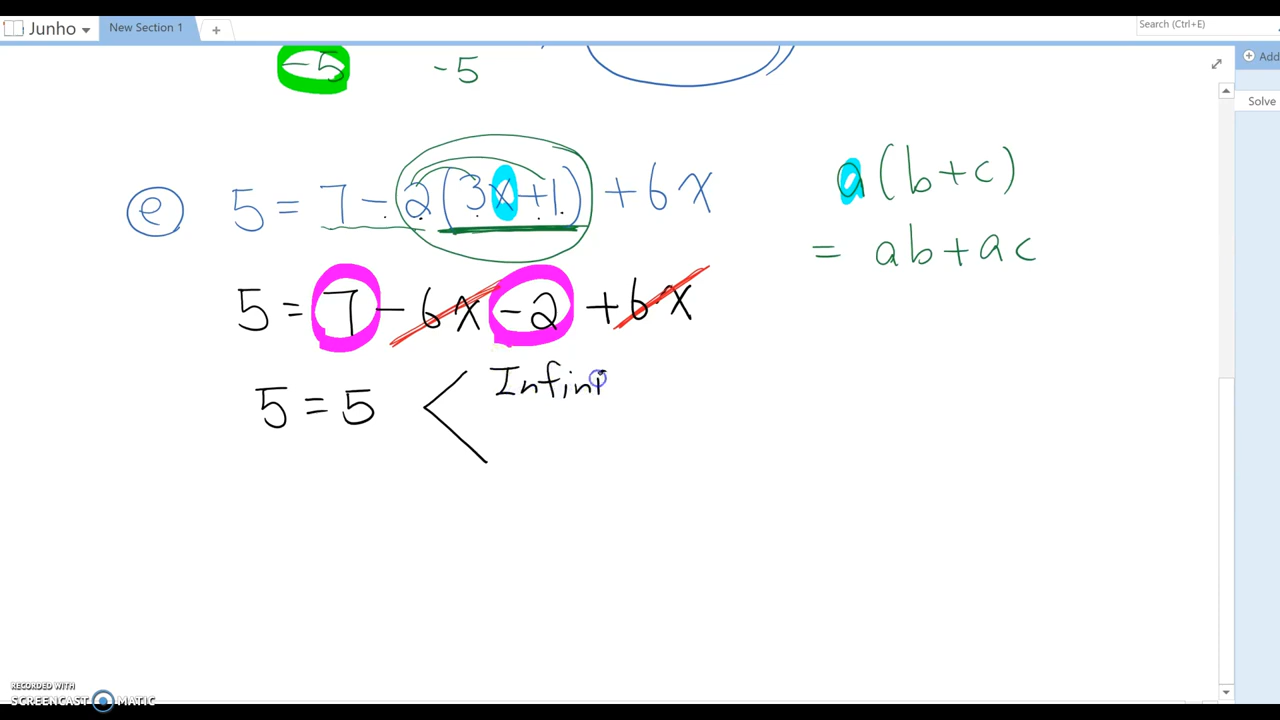 Junho
New Section 1
Search (Ctrl+E)
Add
Solve
-5 -5
e 5 = 7 - 2(3x+1) + 6x
a(b+c)
= ab+ac
5 = 7 - 6x - 2 + 6x
5 = 5
Infini
RECORDED WITH
SCREENCAST MATIC